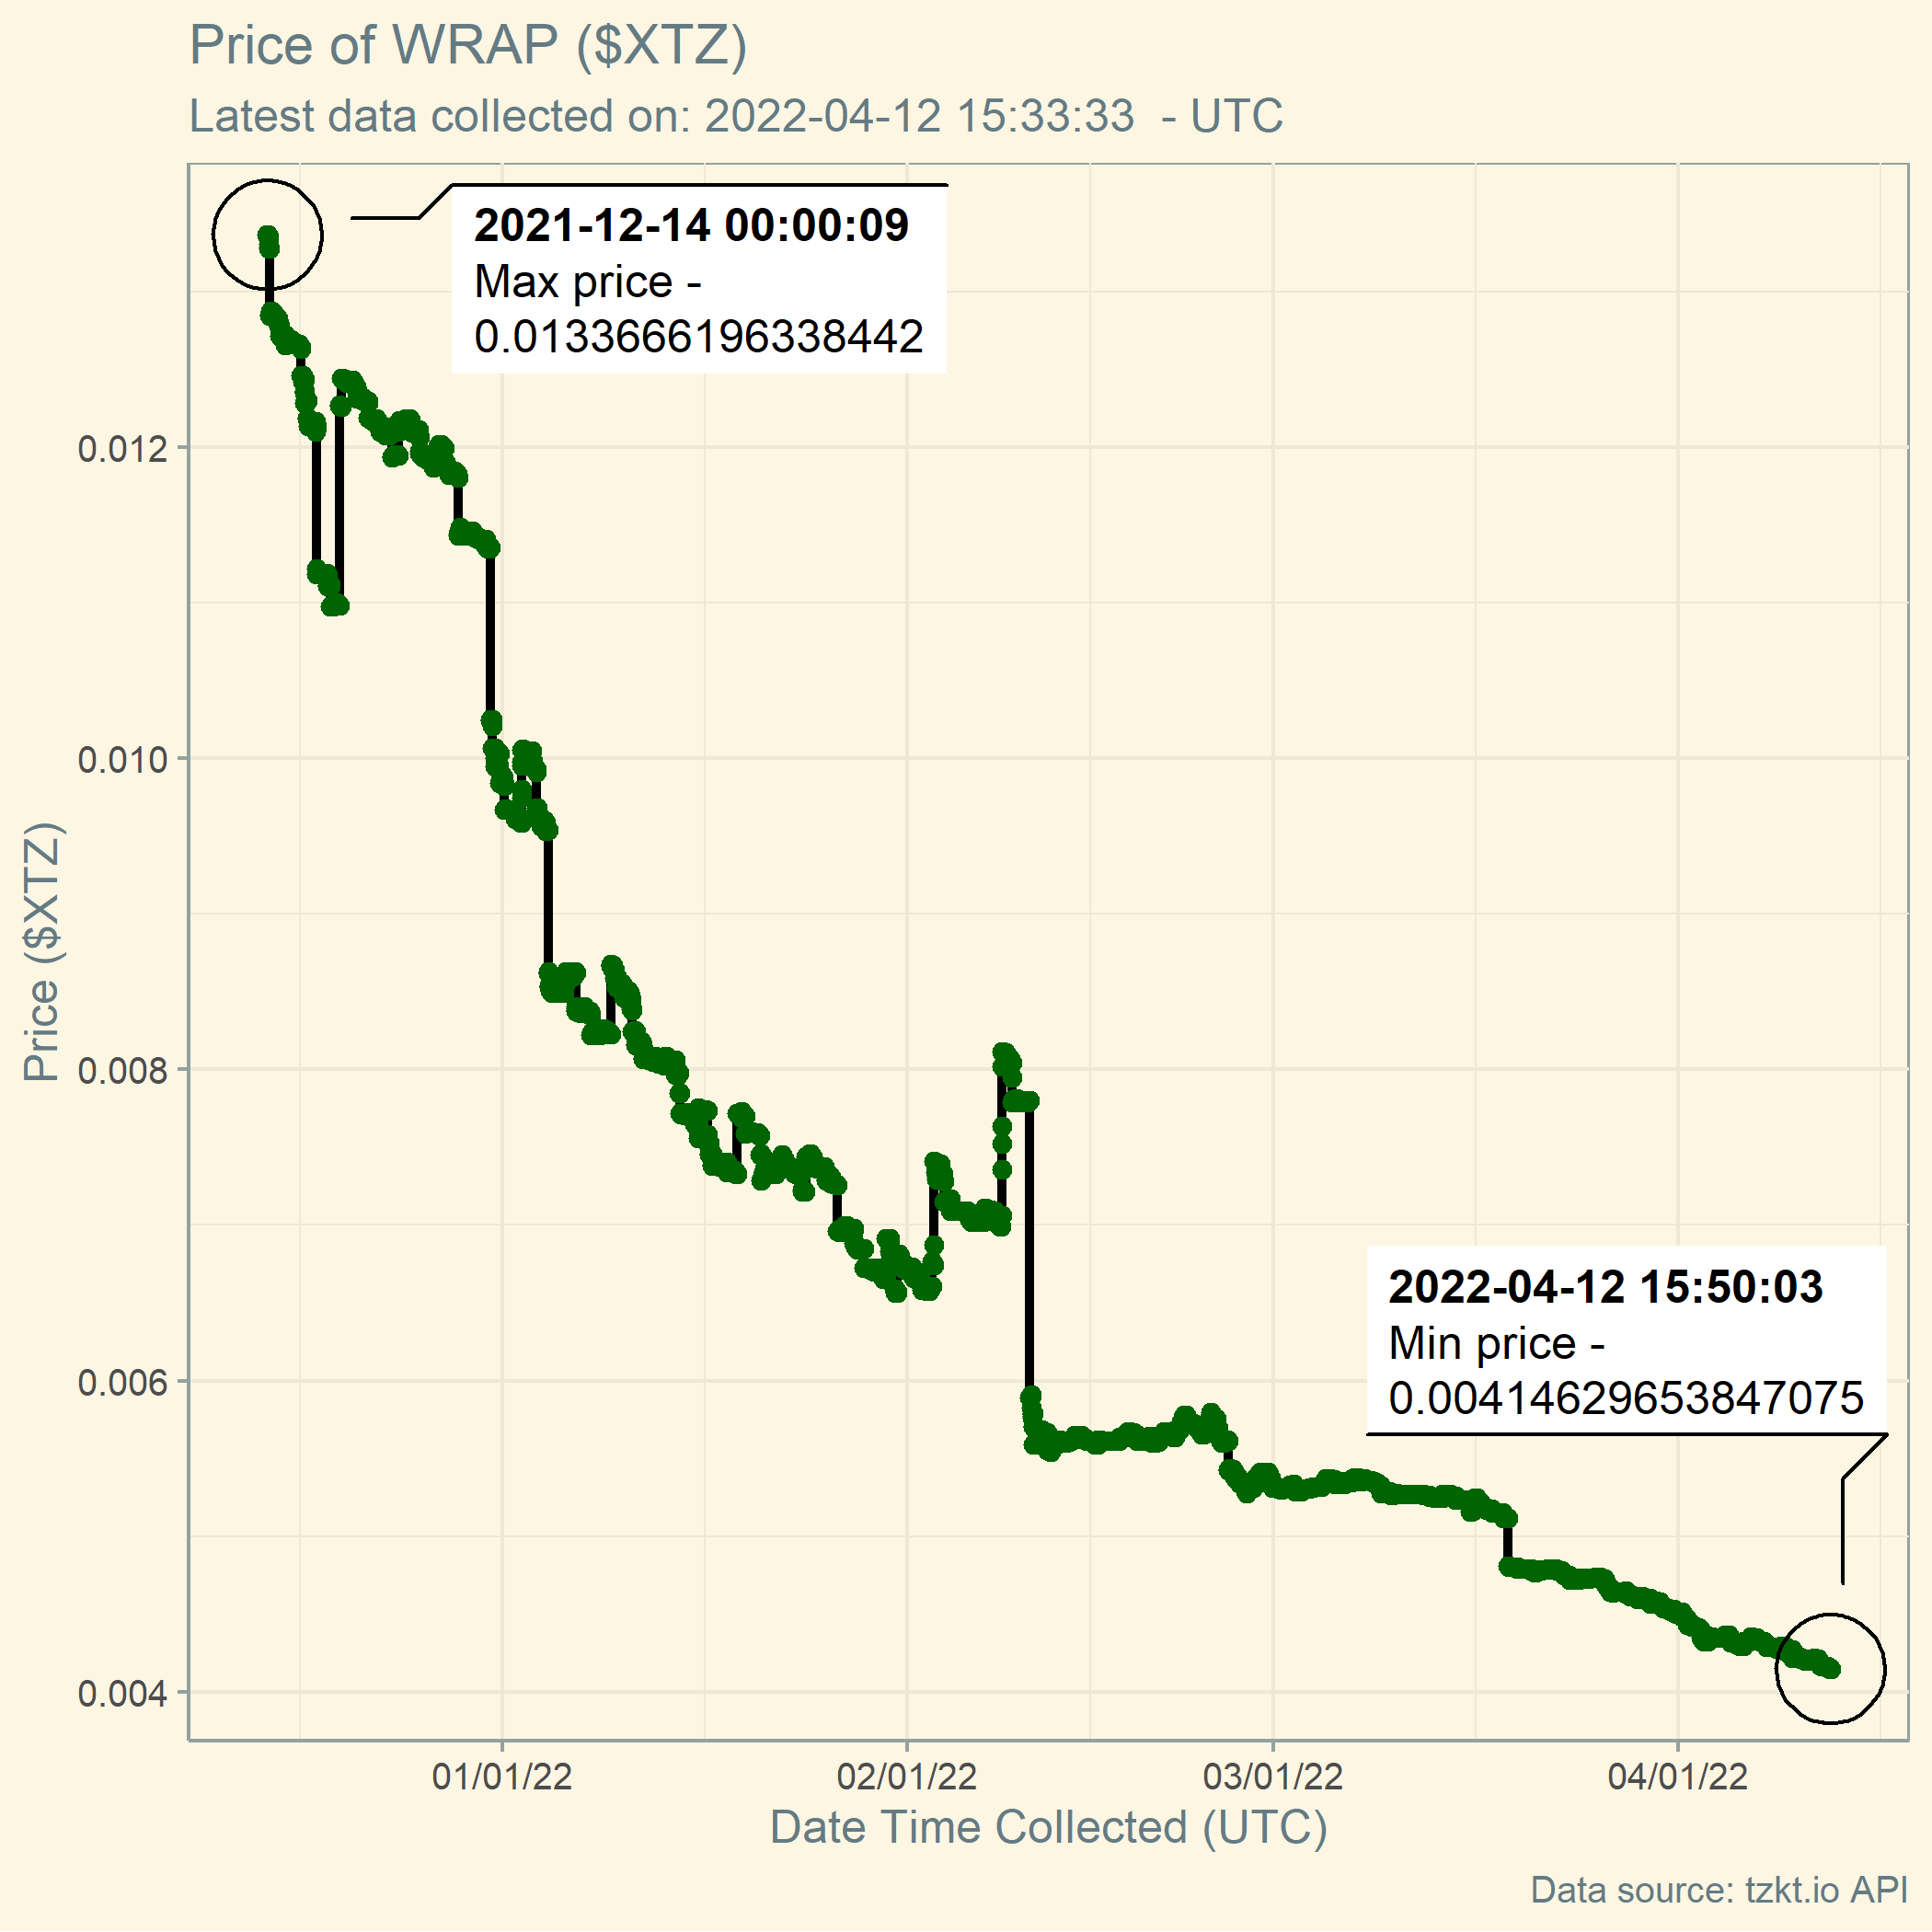 Price of WRAP ($XTZ)
Latest data collected on: 2022-04-12 15:33:33  - UTC
2021-12-14 00:00:09
Max price -
0.0133666196338442
0.012
0.010
0.008
0.006
0.004
Price ($XTZ)
2022-04-12 15:50:03
Min price -
0.00414629653847075
01/01/22
02/01/22
03/01/22
04/01/22
Date Time Collected (UTC)
Data source: tzkt.io API